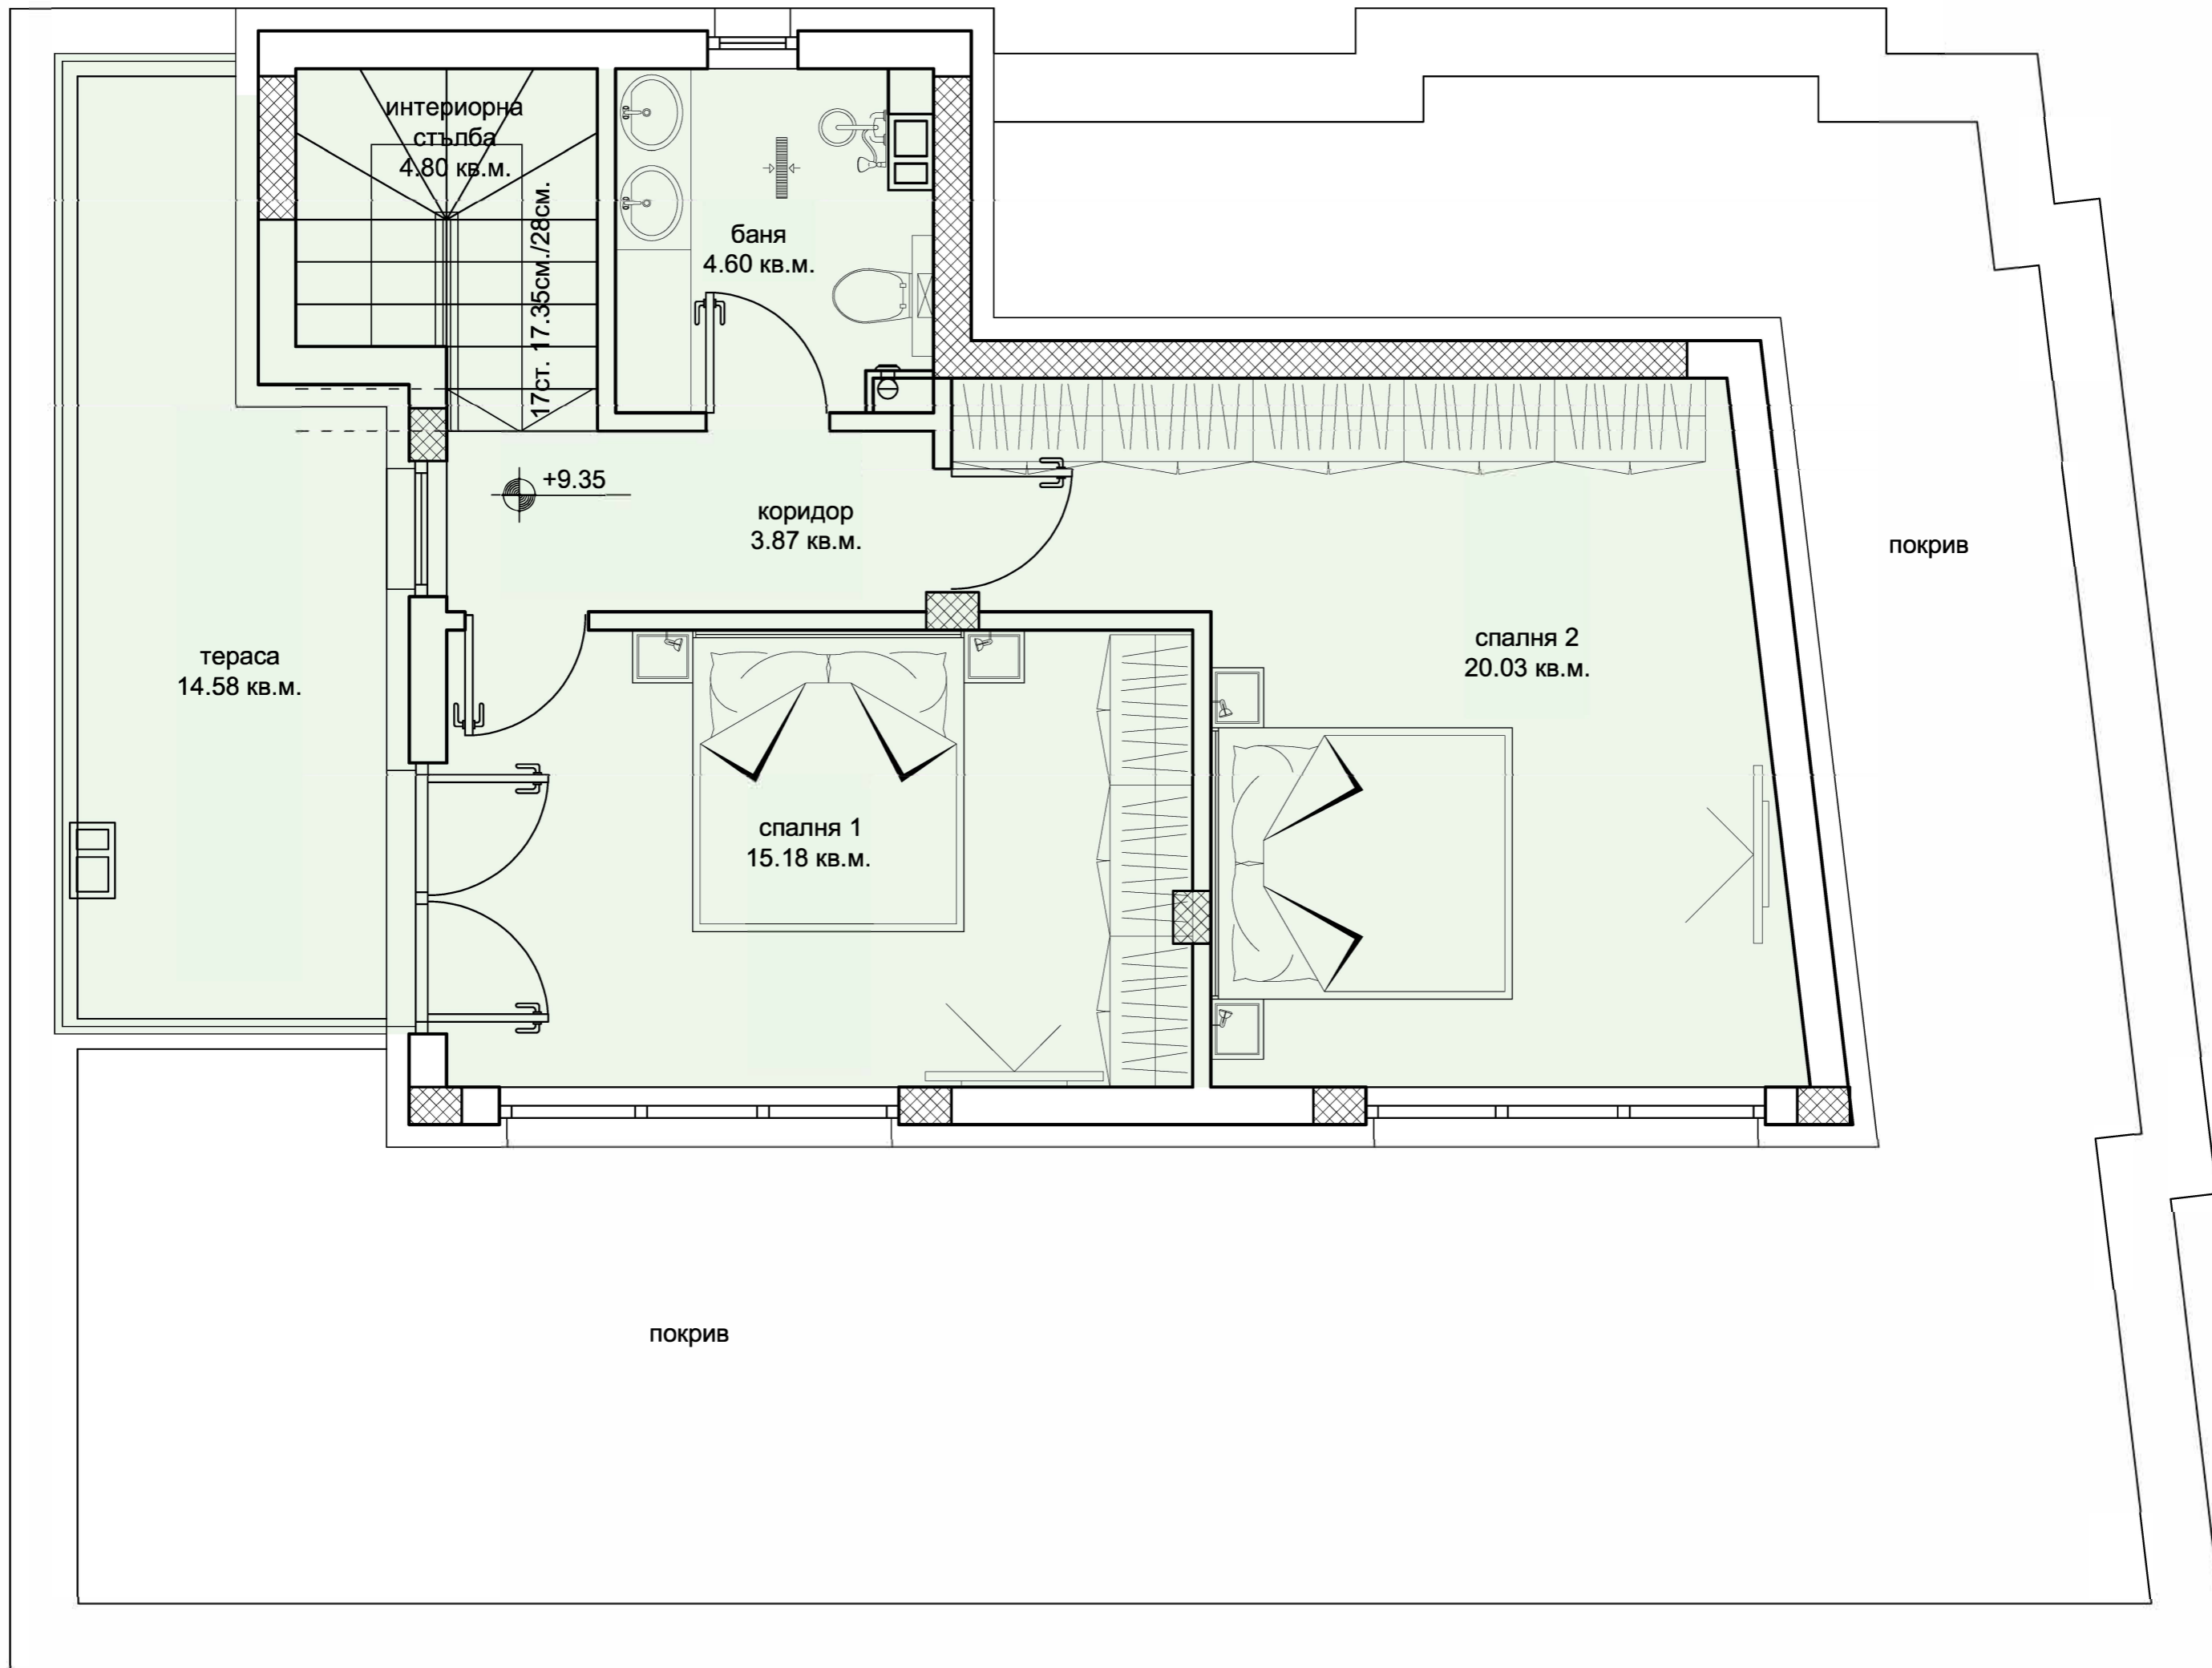 интериорна
стълба
4.80 кв.м.
17ст. 17.35см./28см.
баня
4.60 кв.м.
+9.35
коридор
3.87 кв.м.
покрив
спалня 2
20.03 кв.м.
тераса
14.58 кв.м.
спалня 1
15.18 кв.м.
покрив